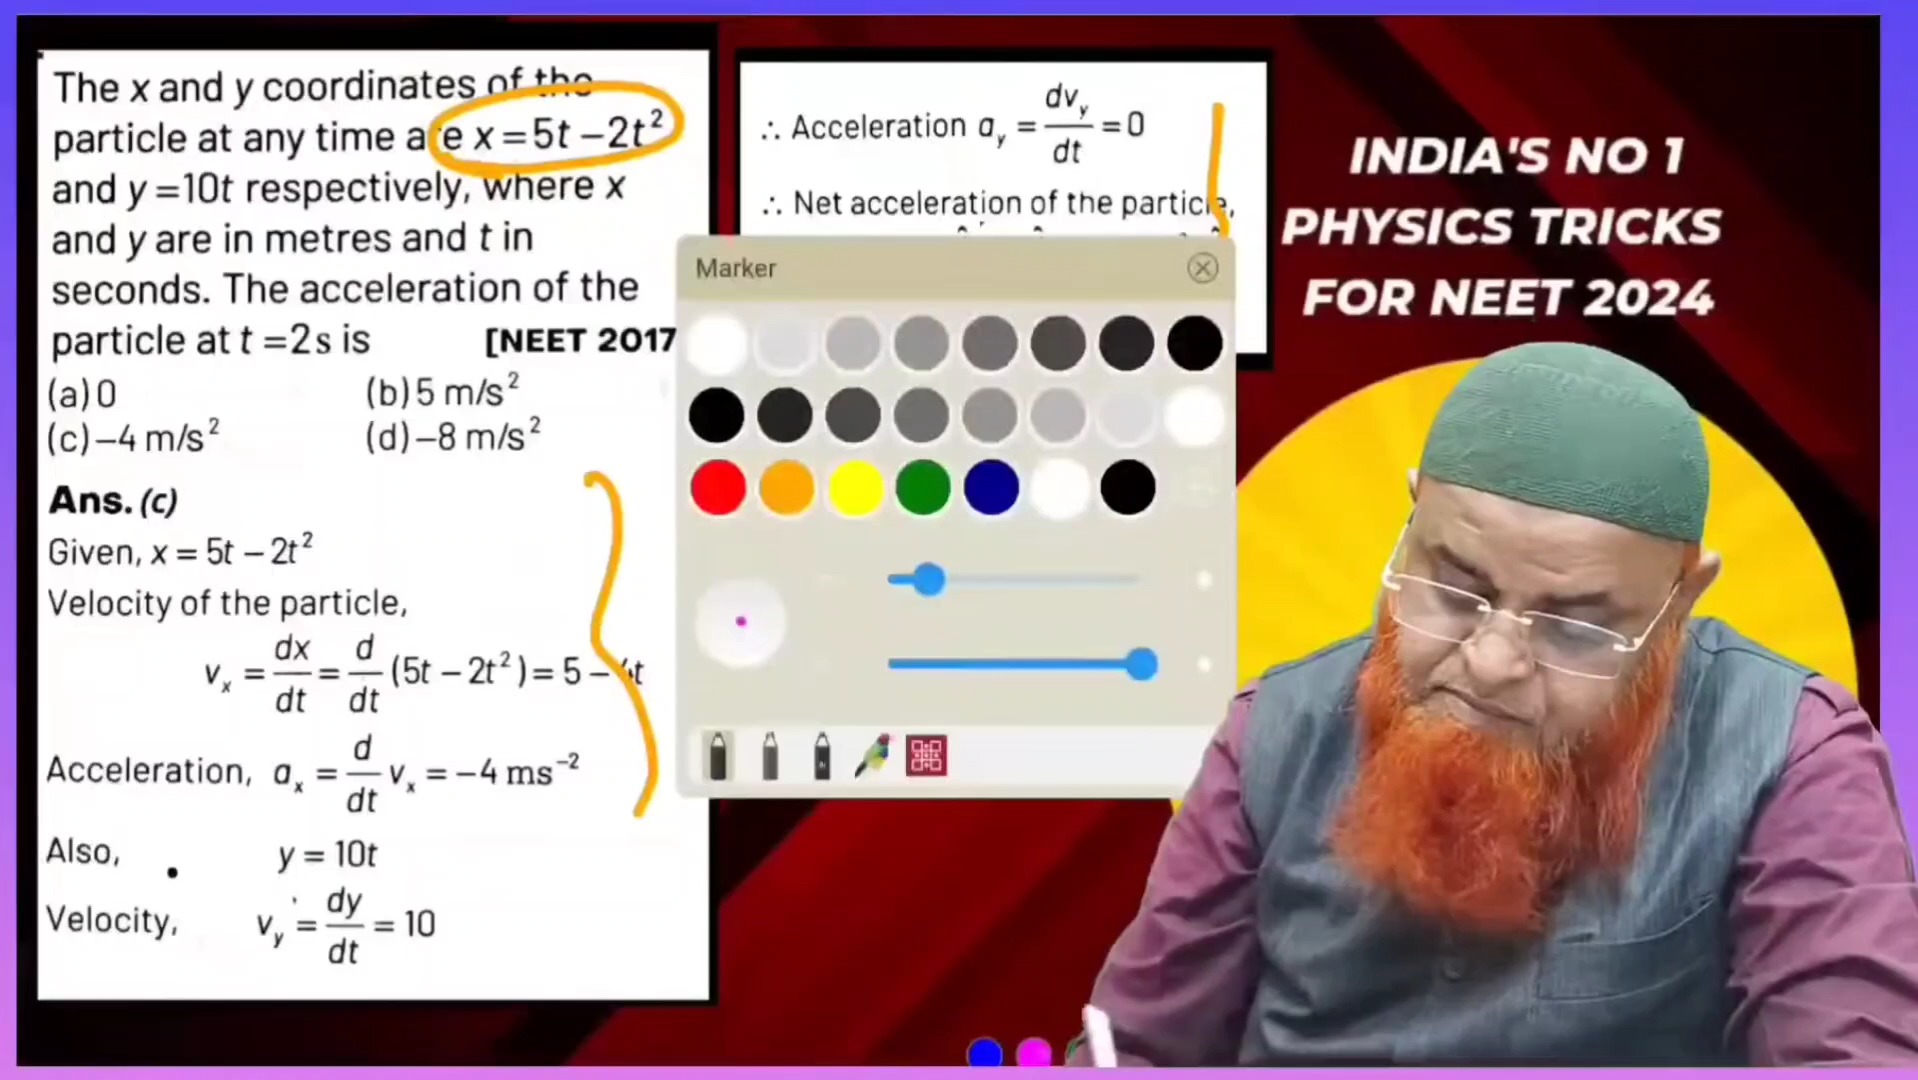 The x and y coordinates of the
particle at any time are x = 5t – 2t²
and y = 10t respectively, where x
and y are in metres and t in
seconds. The acceleration of the
particle at t = 2s is [NEET 2017
(a) 0 (b) 5 m/s²
(c) –4 m/s² (d) –8 m/s²
Ans. (c)
Given, x = 5t – 2t²
Velocity of the particle,
vₓ = dx/dt = d/dt (5t – 2t²) = 5 – 4t
Acceleration, aₓ = d/dt vₓ = –4 ms⁻²
Also, y = 10t
Velocity, v_y = dy/dt = 10
∴ Acceleration a_y = dv_y/dt = 0
∴ Net acceleration of the particle,
Marker
INDIA'S NO 1
PHYSICS TRICKS
FOR NEET 2024